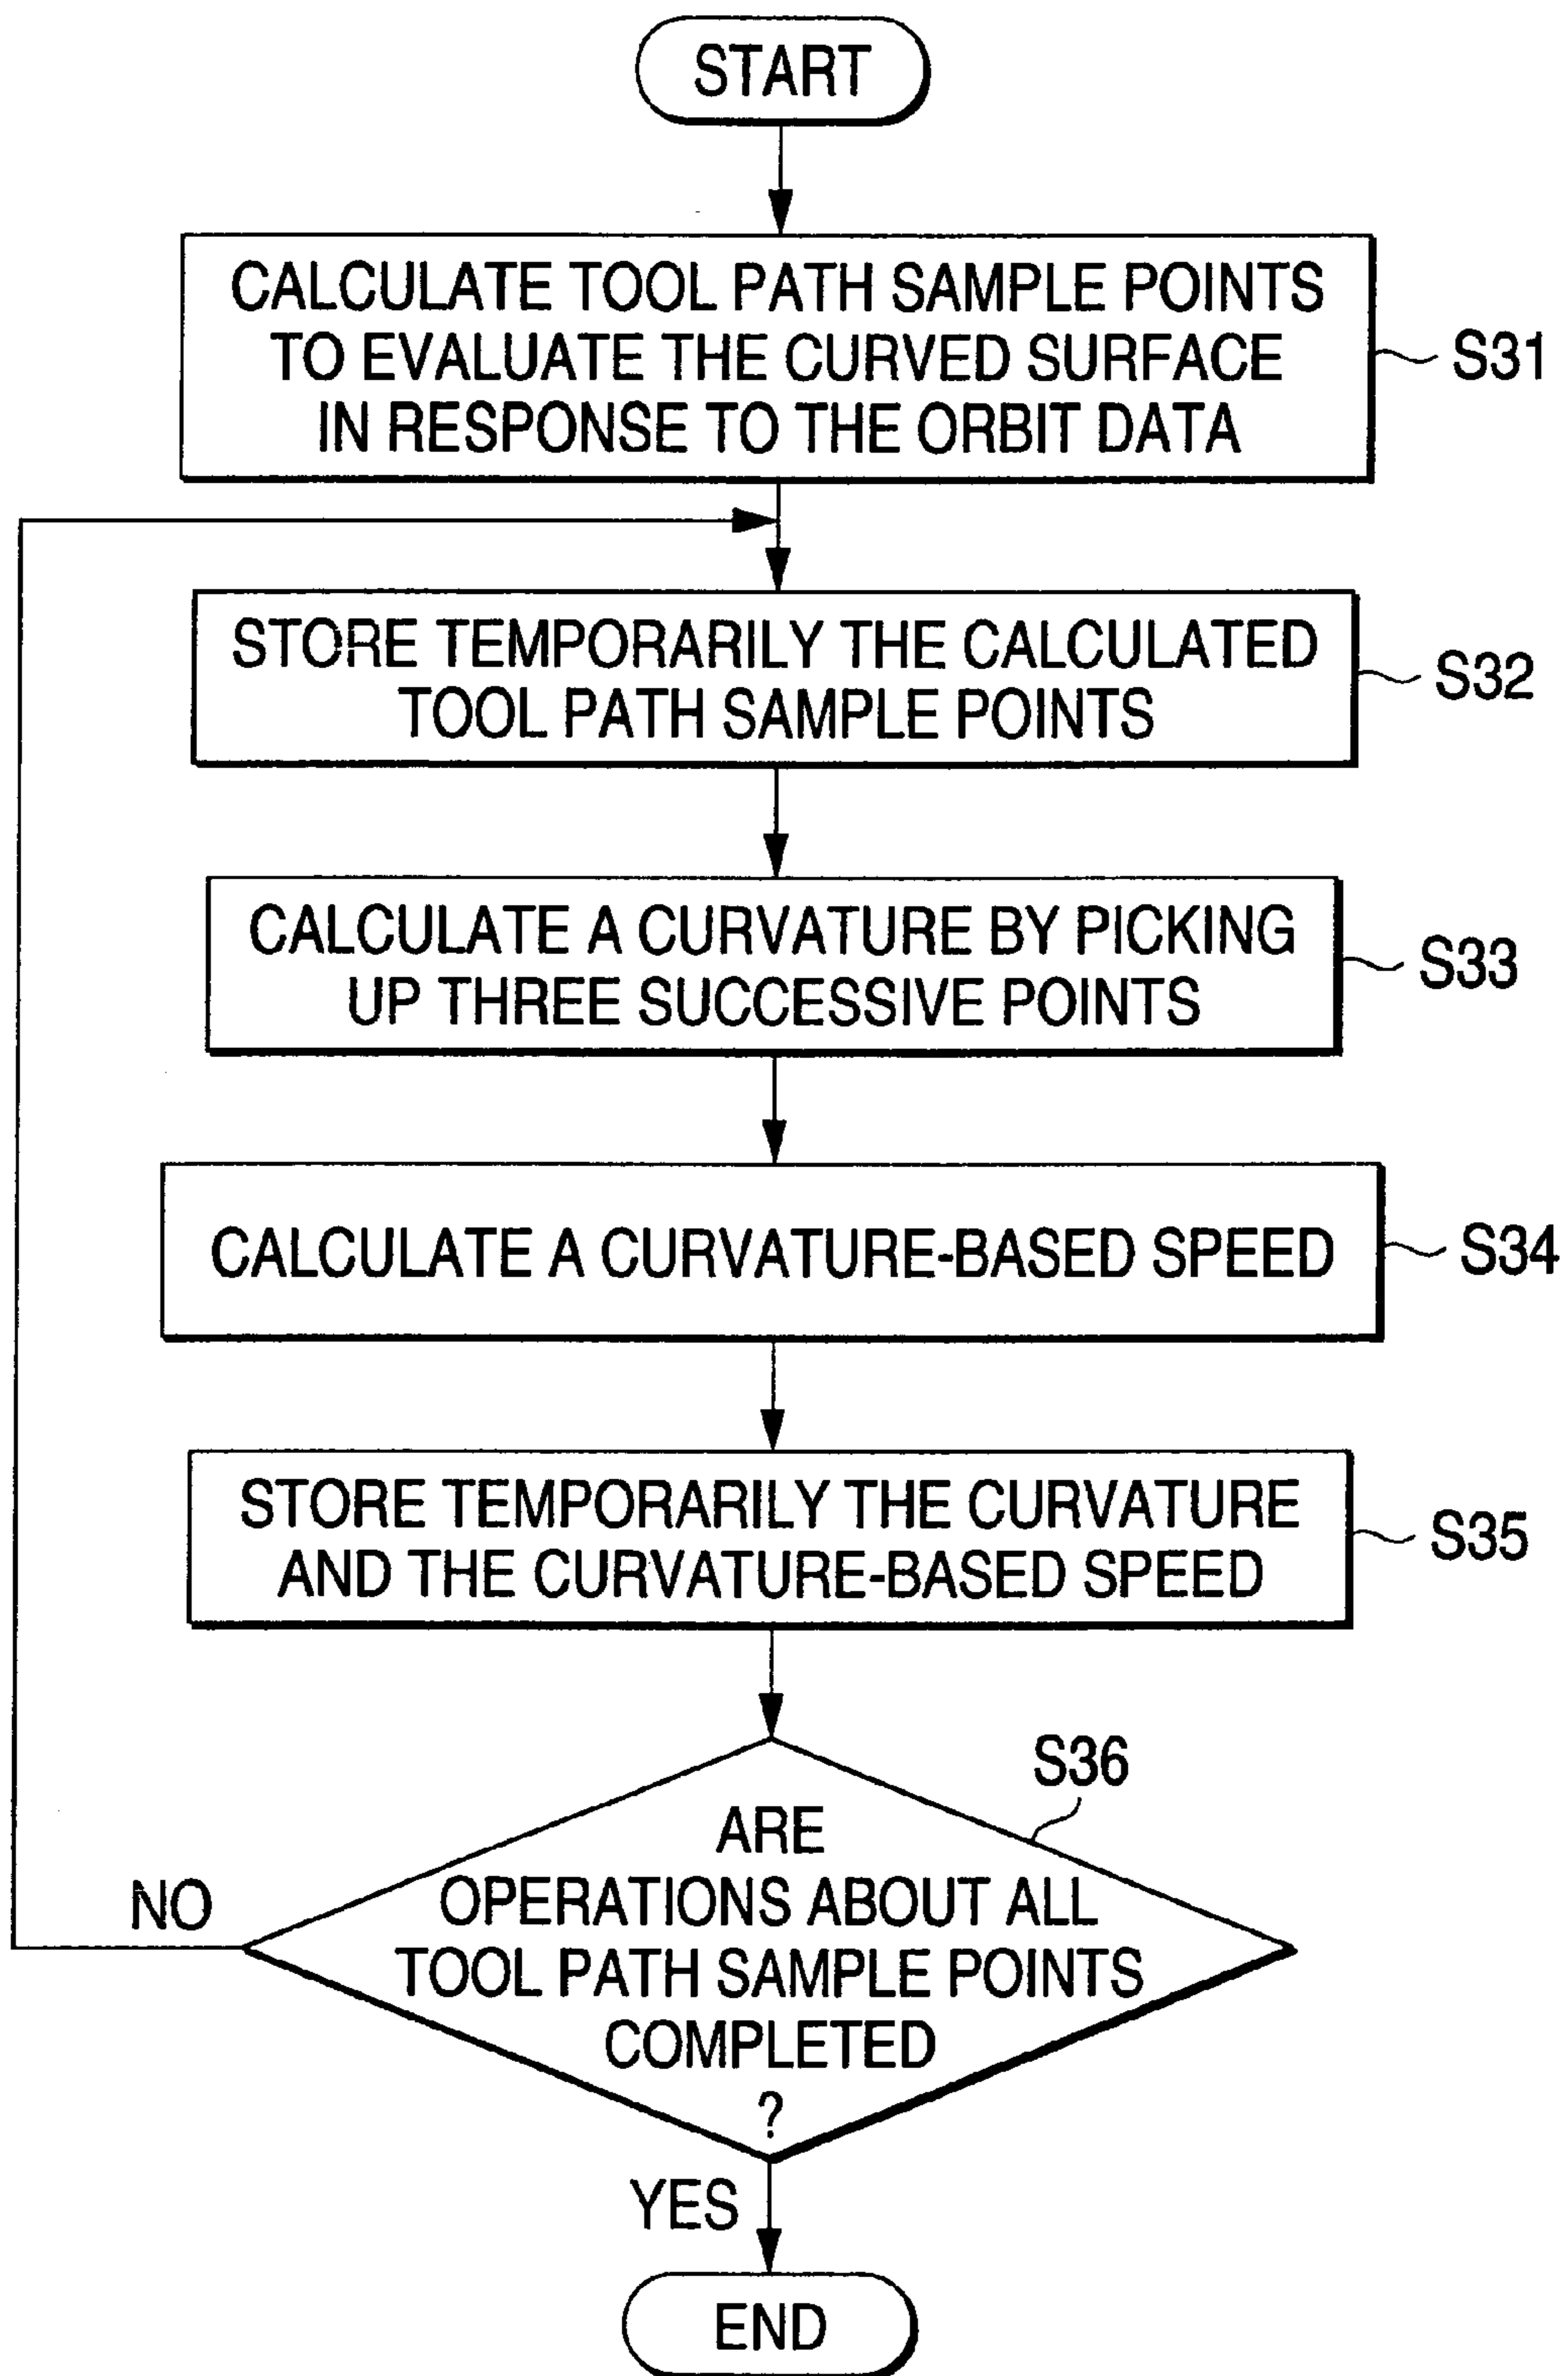 START
CALCULATE TOOL PATH SAMPLE POINTS
TO EVALUATE THE CURVED SURFACE
IN RESPONSE TO THE ORBIT DATA
S31
STORE TEMPORARILY THE CALCULATED
TOOL PATH SAMPLE POINTS
S32
CALCULATE A CURVATURE BY PICKING
UP THREE SUCCESSIVE POINTS
S33
CALCULATE A CURVATURE-BASED SPEED
S34
STORE TEMPORARILY THE CURVATURE
AND THE CURVATURE-BASED SPEED
S35
S36
ARE
OPERATIONS ABOUT ALL
TOOL PATH SAMPLE POINTS
COMPLETED
?
NO
YES
END